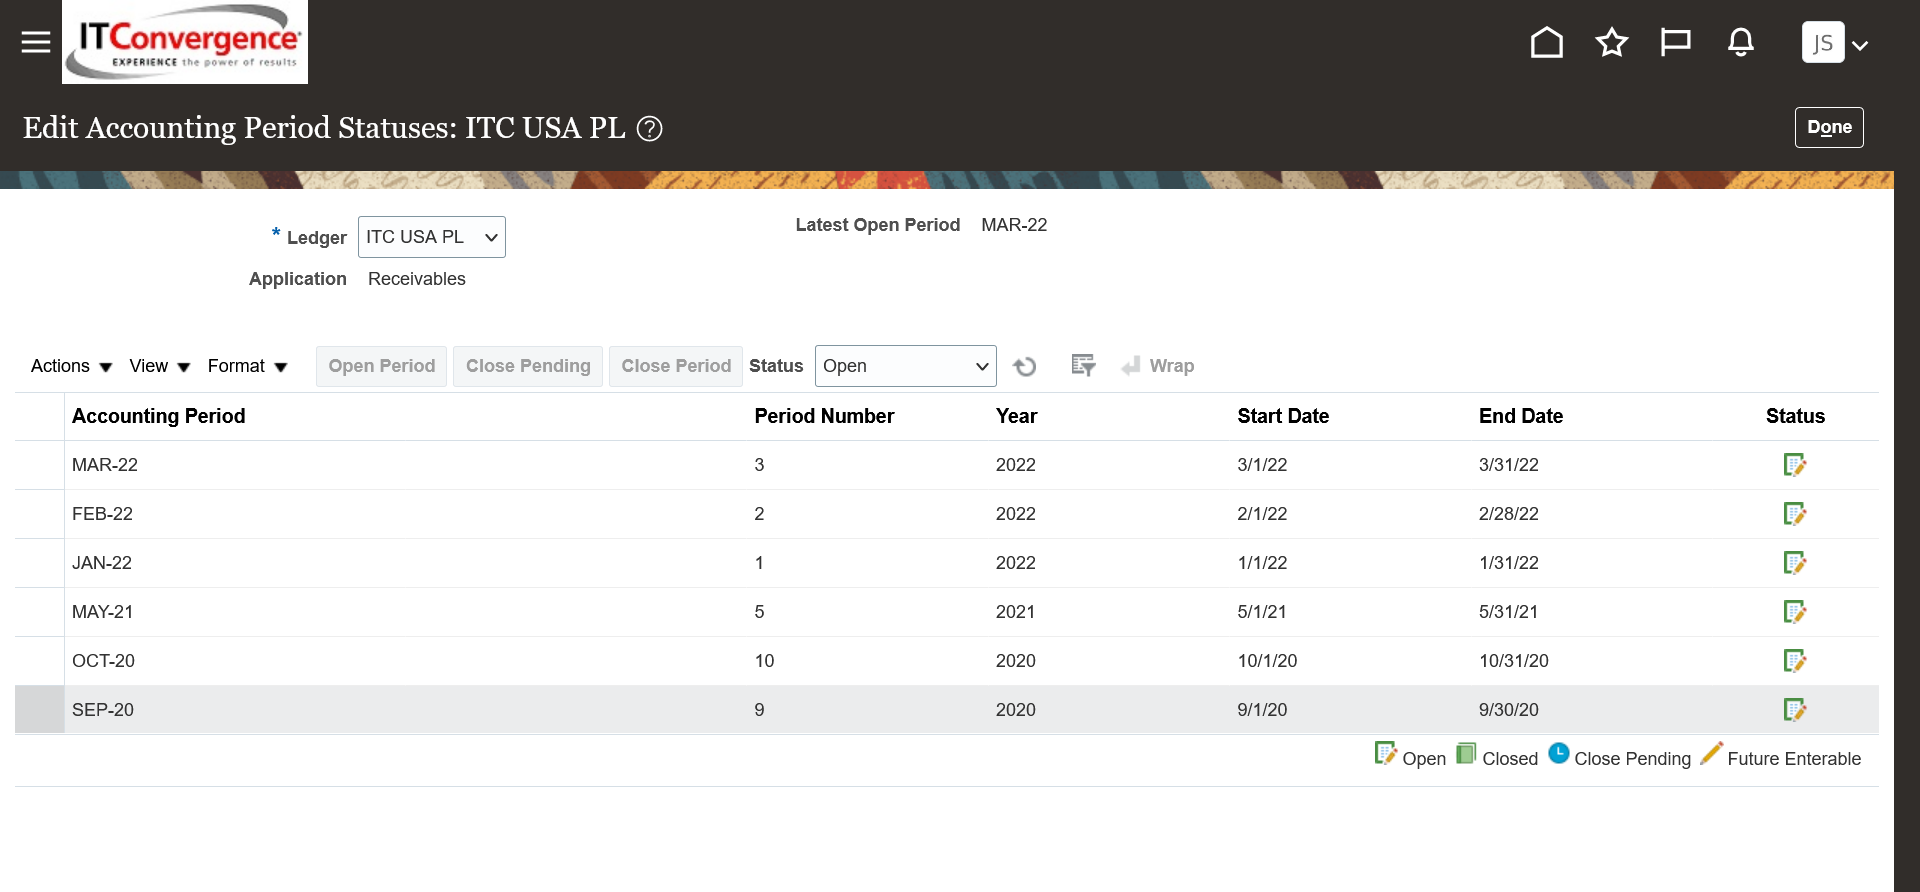 ITConvergence
EXPERIENCE the power of results
JS
Edit Accounting Period Statuses: ITC USA PL ?
Done
* Ledger ITC USA PL
Latest Open Period MAR-22
Application Receivables
Actions View Format Open Period Close Pending Close Period Status Open Wrap
Accounting Period Period Number Year Start Date End Date Status
MAR-22 3 2022 3/1/22 3/31/22
FEB-22 2 2022 2/1/22 2/28/22
JAN-22 1 2022 1/1/22 1/31/22
MAY-21 5 2021 5/1/21 5/31/21
OCT-20 10 2020 10/1/20 10/31/20
SEP-20 9 2020 9/1/20 9/30/20
Open Closed Close Pending Future Enterable